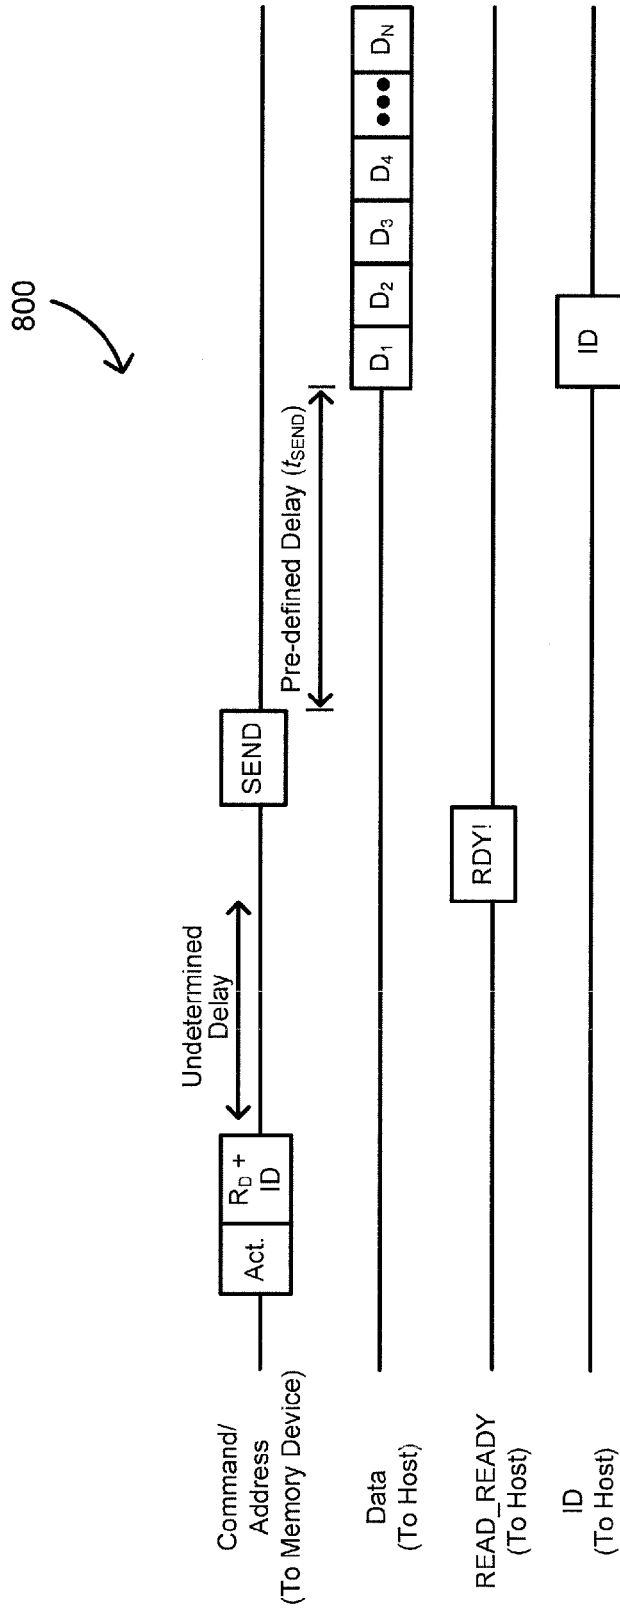 800
Command/
Address
(To Memory Device)
Act.
R_D +
ID
Undetermined
Delay
SEND
Pre-defined Delay (t_SEND)
Data
(To Host)
D_1
D_2
D_3
D_4
●●●
D_N
READ_READY
(To Host)
RDY!
ID
(To Host)
ID